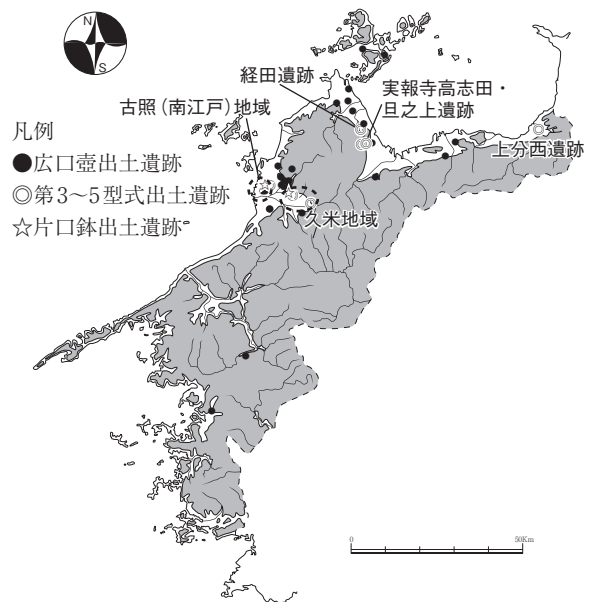 N
S
経田遺跡
実報寺高志田・
旦之上遺跡
古照(南江戸)地域
凡例
●広口壺出土遺跡
◎第3~5型式出土遺跡
☆片口鉢出土遺跡
上分西遺跡
久米地域
0
50Km